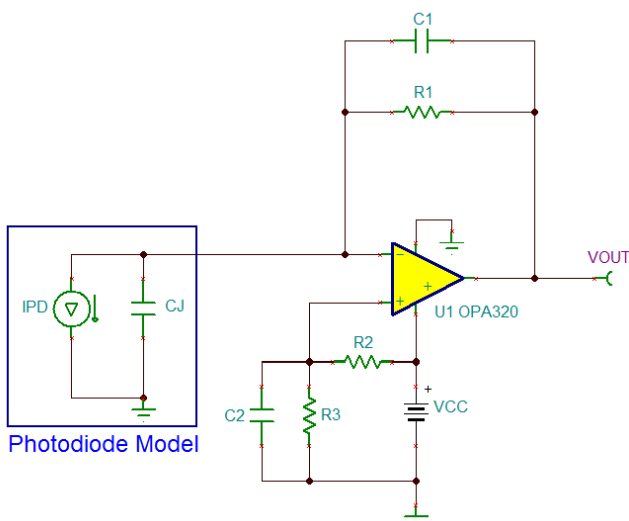 C1
R1
VOUT
IPD
CJ
U1 OPA320
R2
C2
R3
VCC
Photodiode Model